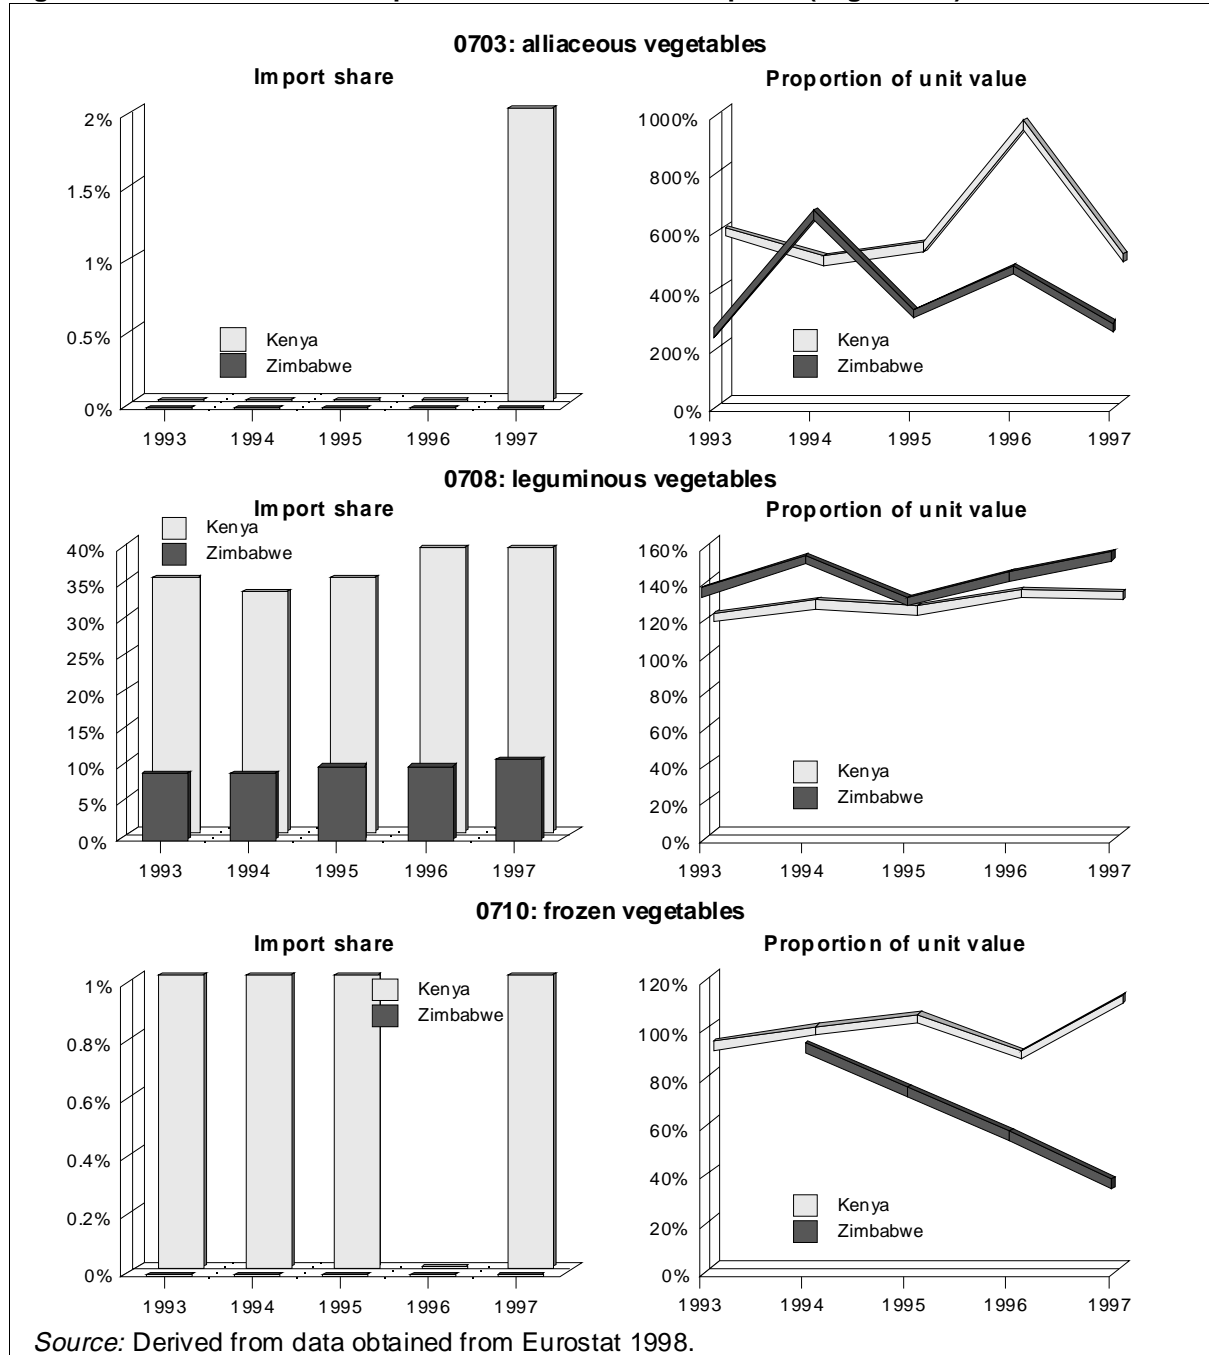 0703: alliaceous vegetables
Import share
2%
1.5%
1%
0.5%
0%
Kenya
Zimbabwe
1993 1994 1995 1996 1997
Proportion of unit value
1000%
800%
600%
400%
200%
0%
Kenya
Zimbabwe
1993 1994 1995 1996 1997
0708: leguminous vegetables
Import share
Kenya
Zimbabwe
40%
35%
30%
25%
20%
15%
10%
5%
0%
1993 1994 1995 1996 1997
Proportion of unit value
160%
140%
120%
100%
80%
60%
40%
20%
0%
Kenya
Zimbabwe
1993 1994 1995 1996 1997
0710: frozen vegetables
Import share
1%
0.8%
0.6%
0.4%
0.2%
0%
Kenya
Zimbabwe
1993 1994 1995 1996 1997
Proportion of unit value
120%
100%
80%
60%
40%
20%
0%
Kenya
Zimbabwe
1993 1994 1995 1996 1997
Source: Derived from data obtained from Eurostat 1998.